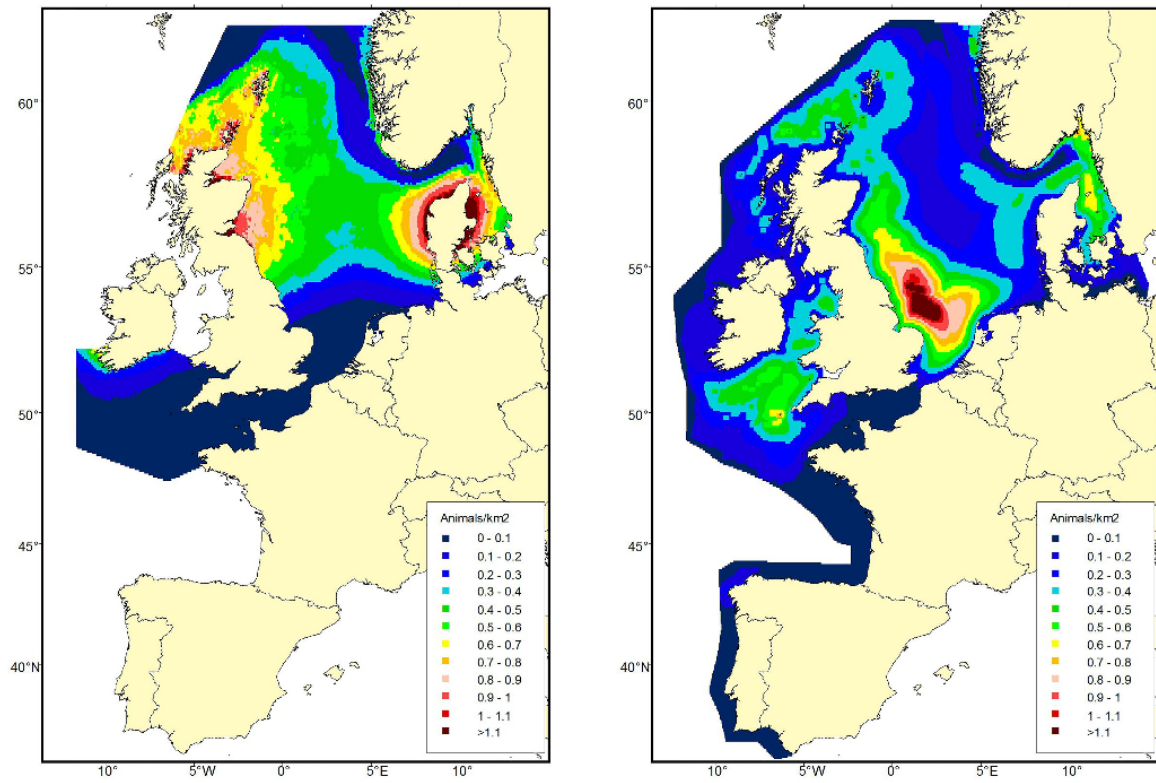 60°
55°
50°
45°
40°N
10°
5°W
0°
5°E
10°
Animals/km2
0 - 0.1
0.1 - 0.2
0.2 - 0.3
0.3 - 0.4
0.4 - 0.5
0.5 - 0.6
0.6 - 0.7
0.7 - 0.8
0.8 - 0.9
0.9 - 1
1 - 1.1
>1.1
60°
55°
50°
45°
40°N
10°
5°W
0°
5°E
10°
Animals/km2
0 - 0.1
0.1 - 0.2
0.2 - 0.3
0.3 - 0.4
0.4 - 0.5
0.5 - 0.6
0.6 - 0.7
0.7 - 0.8
0.8 - 0.9
0.9 - 1
1 - 1.1
>1.1